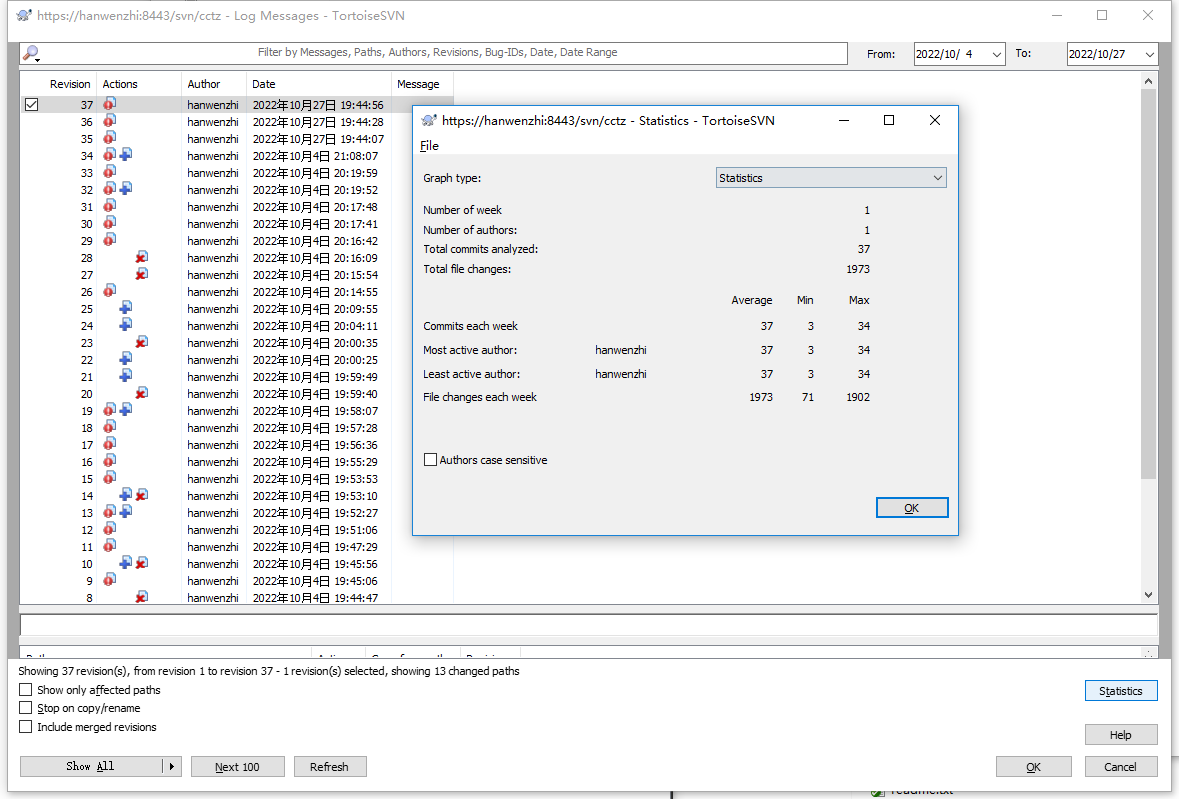 https://hanwenzhi:8443/svn/cctz - Log Messages - TortoiseSVN
Filter by Messages, Paths, Authors, Revisions, Bug-IDs, Date, Date Range
From: 2022/10/ 4 To: 2022/10/27
Revision Actions Author Date Message
37 hanwenzhi 2022年10月27日 19:44:56
36 hanwenzhi 2022年10月27日 19:44:28
35 hanwenzhi 2022年10月27日 19:44:07
34 hanwenzhi 2022年10月4日 21:08:07
33 hanwenzhi 2022年10月4日 20:19:59
32 hanwenzhi 2022年10月4日 20:19:52
31 hanwenzhi 2022年10月4日 20:17:48
30 hanwenzhi 2022年10月4日 20:17:41
29 hanwenzhi 2022年10月4日 20:16:42
28 hanwenzhi 2022年10月4日 20:16:09
27 hanwenzhi 2022年10月4日 20:15:54
26 hanwenzhi 2022年10月4日 20:14:55
25 hanwenzhi 2022年10月4日 20:09:55
24 hanwenzhi 2022年10月4日 20:04:11
23 hanwenzhi 2022年10月4日 20:00:35
22 hanwenzhi 2022年10月4日 20:00:25
21 hanwenzhi 2022年10月4日 19:59:49
20 hanwenzhi 2022年10月4日 19:59:40
19 hanwenzhi 2022年10月4日 19:58:07
18 hanwenzhi 2022年10月4日 19:57:28
17 hanwenzhi 2022年10月4日 19:56:36
16 hanwenzhi 2022年10月4日 19:55:29
15 hanwenzhi 2022年10月4日 19:53:53
14 hanwenzhi 2022年10月4日 19:53:10
13 hanwenzhi 2022年10月4日 19:52:27
12 hanwenzhi 2022年10月4日 19:51:06
11 hanwenzhi 2022年10月4日 19:47:29
10 hanwenzhi 2022年10月4日 19:45:56
9 hanwenzhi 2022年10月4日 19:45:06
8 hanwenzhi 2022年10月4日 19:44:47
https://hanwenzhi:8443/svn/cctz - Statistics - TortoiseSVN
File
Graph type: Statistics
Number of week 1
Number of authors: 1
Total commits analyzed: 37
Total file changes: 1973
Average Min Max
Commits each week 37 3 34
Most active author: hanwenzhi 37 3 34
Least active author: hanwenzhi 37 3 34
File changes each week 1973 71 1902
Authors case sensitive
OK
Showing 37 revision(s), from revision 1 to revision 37 - 1 revision(s) selected, showing 13 changed paths
Show only affected paths
Statistics
Stop on copy/rename
Include merged revisions
Help
Show All Next 100 Refresh OK Cancel
readme.txt